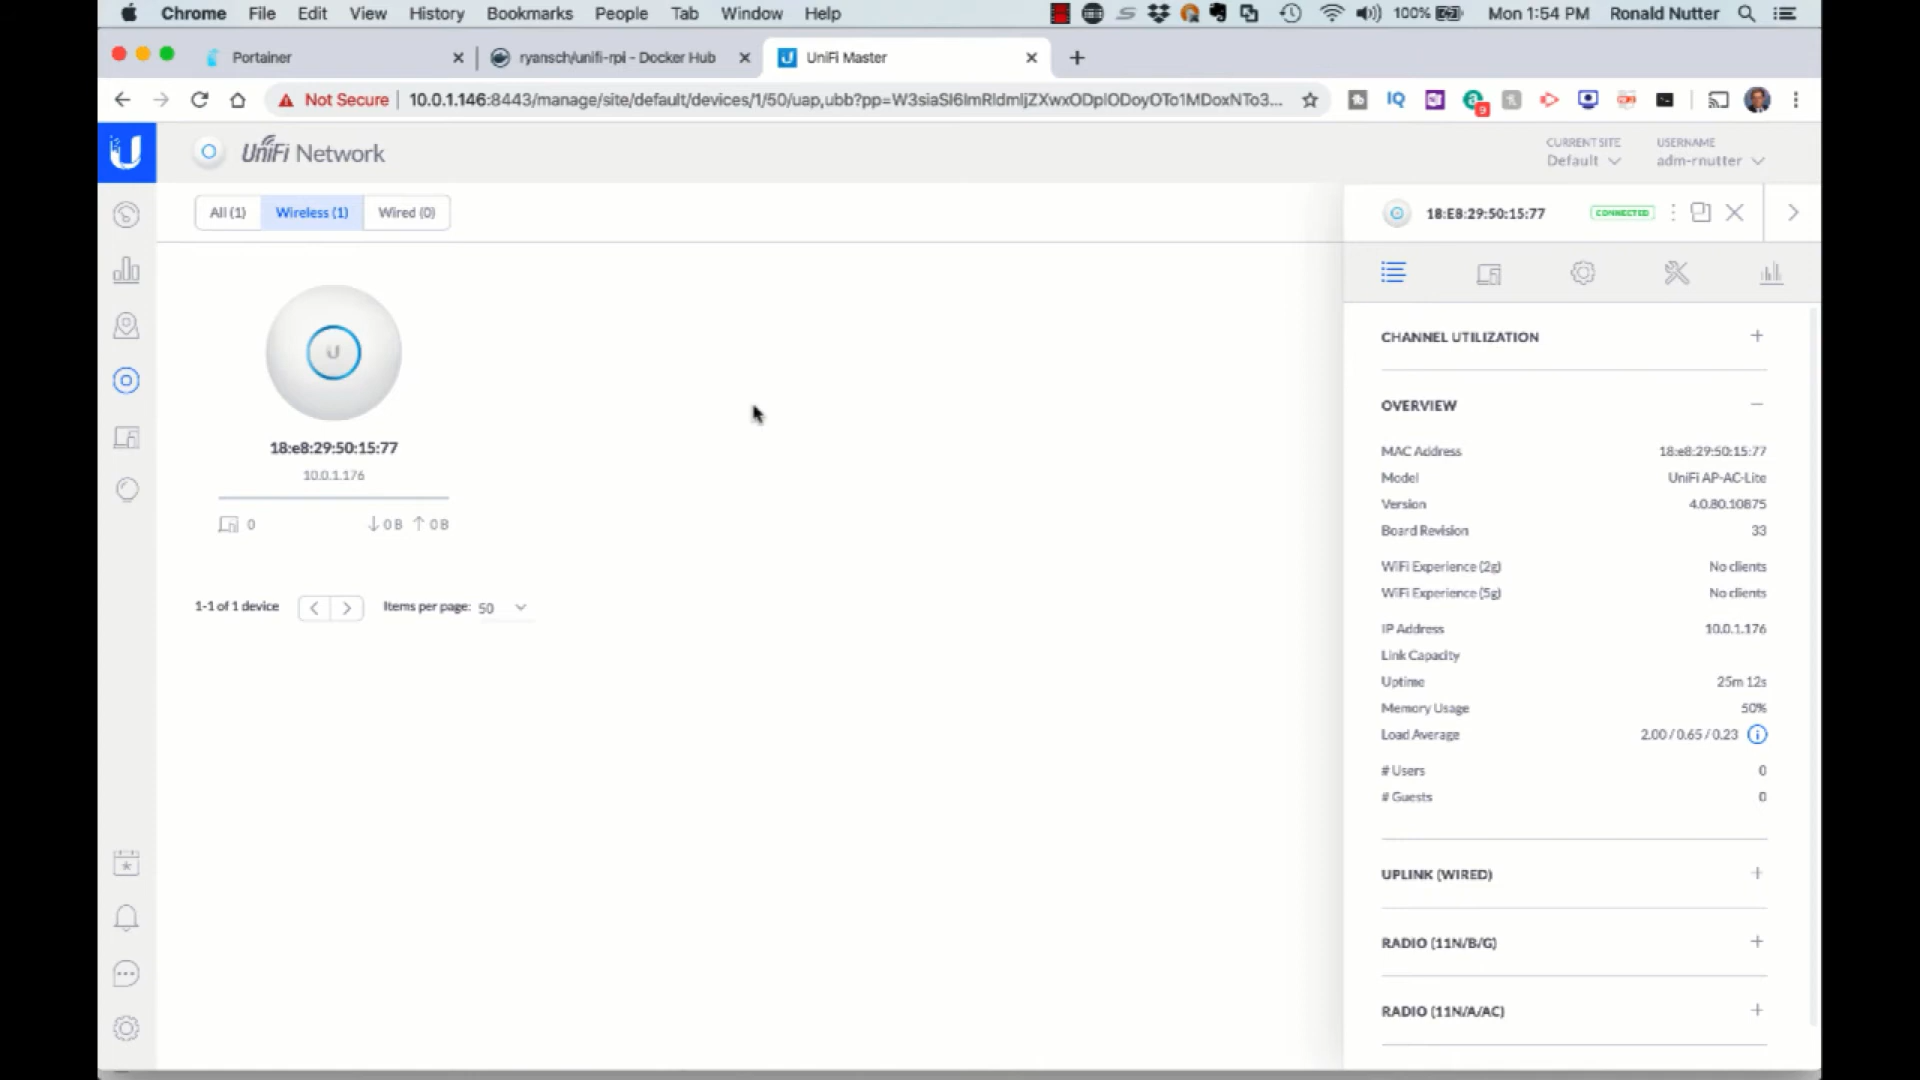 Chrome File Edit View History Bookmarks People Tab Window Help 100% Mon 1:54 PM Ronald Nutter
Portainer
ryansch/unifi-rpi - Docker Hub
UniFi Master
Not Secure 10.0.1.146:8443/manage/site/default/devices/1/50/uap,ubb?pp=W3siaSI6ImRldmljZXwxODplODoyOTo1MDoxNTo3...
IQ
9
UniFi Network
CURRENT SITE
Default
USERNAME
adm-rnutter
All (1) Wireless (1) Wired (0)
18:E8:29:50:15:77 CONNECTED
18:e8:29:50:15:77
10.0.1.176
0 0 B 0 B
1-1 of 1 device Items per page: 50
CHANNEL UTILIZATION
OVERVIEW
MAC Address 18:e8:29:50:15:77
Model UniFi AP-AC-Lite
Version 4.0.80.10875
Board Revision 33
WiFi Experience (2g) No clients
WiFi Experience (5g) No clients
IP Address 10.0.1.176
Link Capacity
Uptime 25m 12s
Memory Usage 50%
Load Average 2.00 / 0.65 / 0.23
# Users 0
# Guests 0
UPLINK (WIRED)
RADIO (11N/B/G)
RADIO (11N/A/AC)